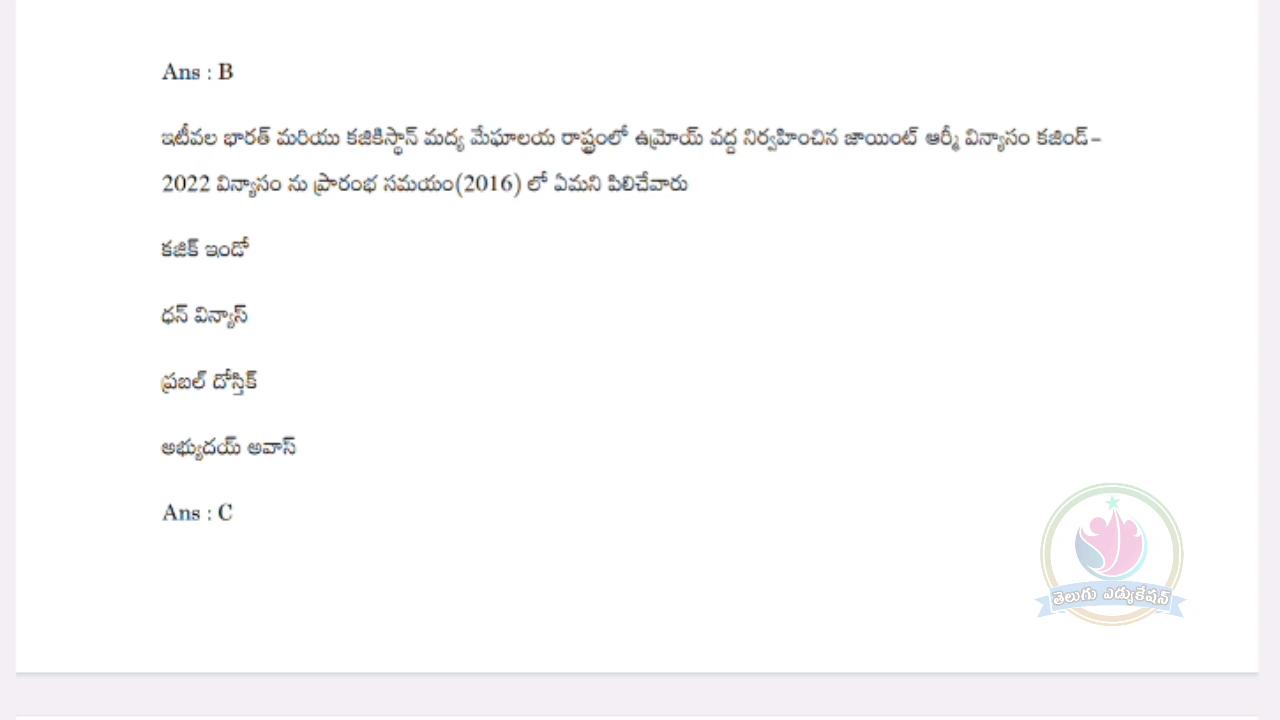 Ans : B
ఇటీవల భారత్ మరియు కజికిస్థాన్ మద్య మేఘాలయ రాష్ట్రంలో ఉమ్రోయ్ వద్ద నిర్వహించిన జాయింట్ ఆర్మీ విన్యాసం కజింద్-
2022 విన్యాసం ను ప్రారంభ సమయం(2016) లో ఏమని పిలిచేవారు
కజిక్ ఇండో
ధన్ విన్యాస్
ప్రబల్ దోస్తిక్
అభ్యుదయ్ అవాస్
Ans : C
తెలుగు ఎడ్యుకేషన్